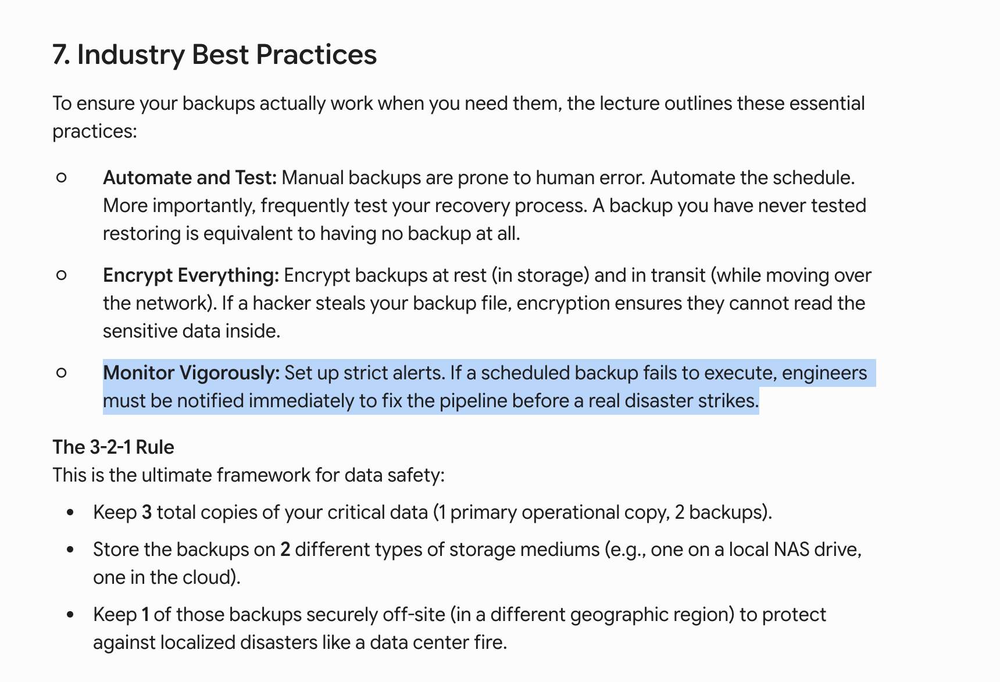 7. Industry Best Practices
To ensure your backups actually work when you need them, the lecture outlines these essential
practices:
Automate and Test: Manual backups are prone to human error. Automate the schedule.
More importantly, frequently test your recovery process. A backup you have never tested
restoring is equivalent to having no backup at all.
Encrypt Everything: Encrypt backups at rest (in storage) and in transit (while moving over
the network). If a hacker steals your backup file, encryption ensures they cannot read the
sensitive data inside.
Monitor Vigorously: Set up strict alerts. If a scheduled backup fails to execute, engineers
must be notified immediately to fix the pipeline before a real disaster strikes.
The 3-2-1 Rule
This is the ultimate framework for data safety:
Keep 3 total copies of your critical data (1 primary operational copy, 2 backups).
Store the backups on 2 different types of storage mediums (e.g., one on a local NAS drive,
one in the cloud).
Keep 1 of those backups securely off-site (in a different geographic region) to protect
against localized disasters like a data center fire.